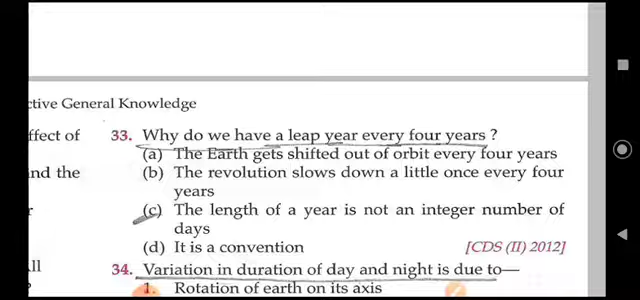 ctive General Knowledge
ffect of
nd the
r
ll
33. Why do we have a leap year every four years ?
(a) The Earth gets shifted out of orbit every four years
(b) The revolution slows down a little once every four
years
(c) The length of a year is not an integer number of
days
(d) It is a convention [CDS (II) 2012]
34. Variation in duration of day and night is due to—
1. Rotation of earth on its axis